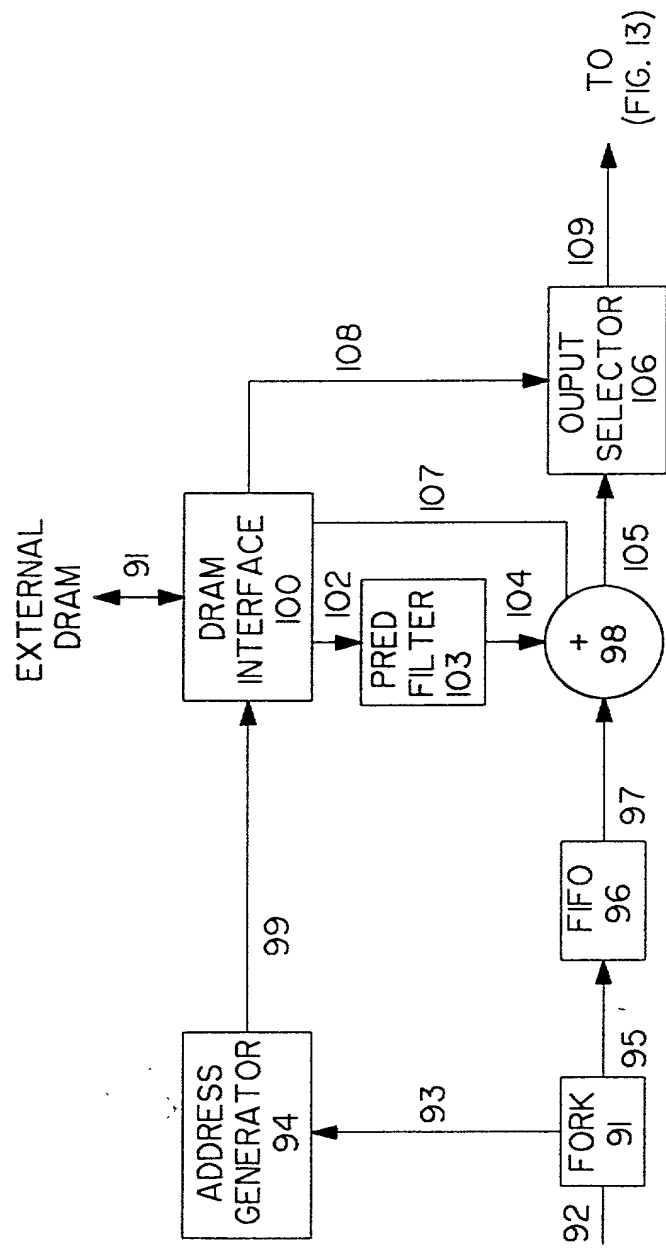 EXTERNAL
DRAM
91
ADDRESS
GENERATOR
94
99
DRAM
INTERFACE
100
108
93
102
107
PRED
FILTER
103
104
92
FORK
91
95
FIFO
96
97
+
98
105
OUPUT
SELECTOR
106
109
TO
(FIG. 13)